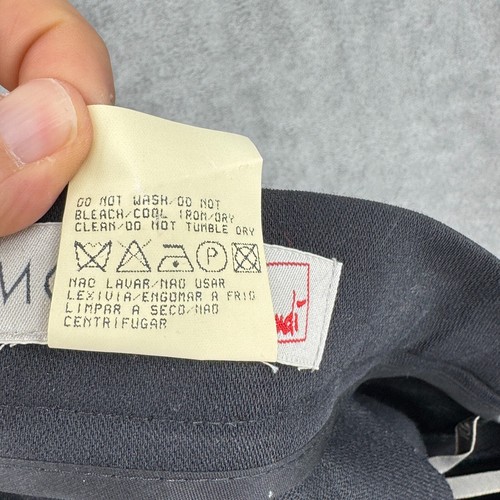 DO NOT WASH/DO NOT
BLEACH/COOL IRON/DRY
CLEAN/DO NOT TUMBLE DRY
P
NAO LAVAR/NAO USAR
LEXIVIA/ENGOMAR A FRIO
LIMPAR A SECO/NAO
CENTRIFUGAR